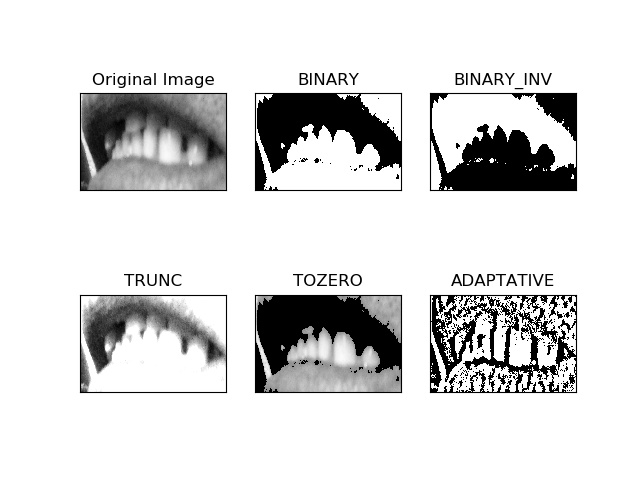 Original Image
BINARY
BINARY_INV
TRUNC
TOZERO
ADAPTATIVE